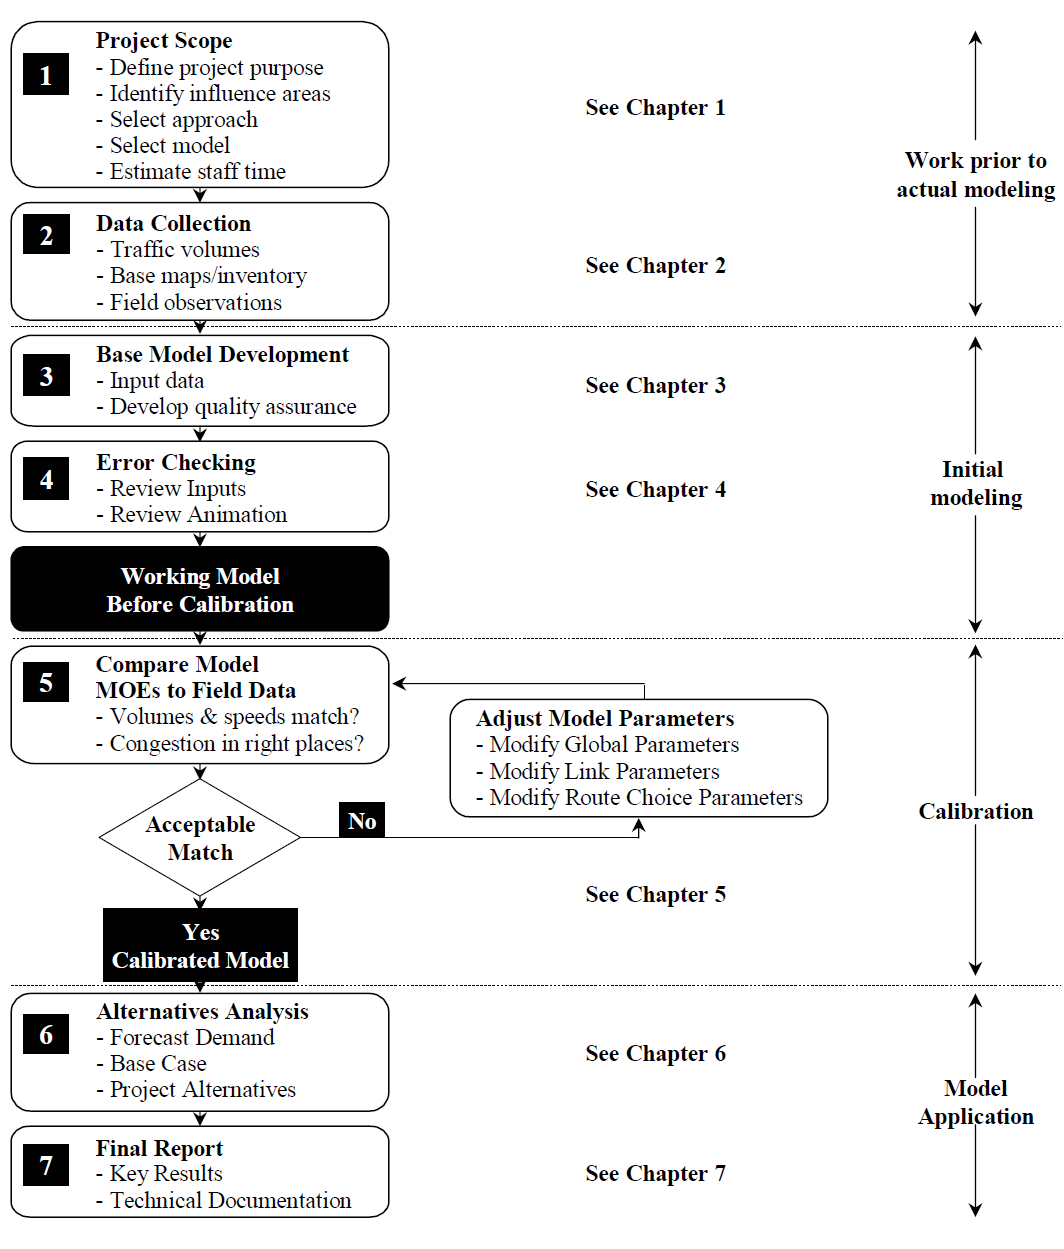 1
Project Scope
- Define project purpose
- Identify influence areas
- Select approach
- Select model
- Estimate staff time
See Chapter 1
Work prior to
actual modeling
2
Data Collection
- Traffic volumes
- Base maps/inventory
- Field observations
See Chapter 2
3
Base Model Development
- Input data
- Develop quality assurance
See Chapter 3
4
Error Checking
- Review Inputs
- Review Animation
See Chapter 4
Initial
modeling
Working Model
Before Calibration
5
Compare Model
MOEs to Field Data
- Volumes & speeds match?
- Congestion in right places?
Adjust Model Parameters
- Modify Global Parameters
- Modify Link Parameters
- Modify Route Choice Parameters
Acceptable
Match
No
Calibration
See Chapter 5
Yes
Calibrated Model
6
Alternatives Analysis
- Forecast Demand
- Base Case
- Project Alternatives
See Chapter 6
Model
Application
7
Final Report
- Key Results
- Technical Documentation
See Chapter 7